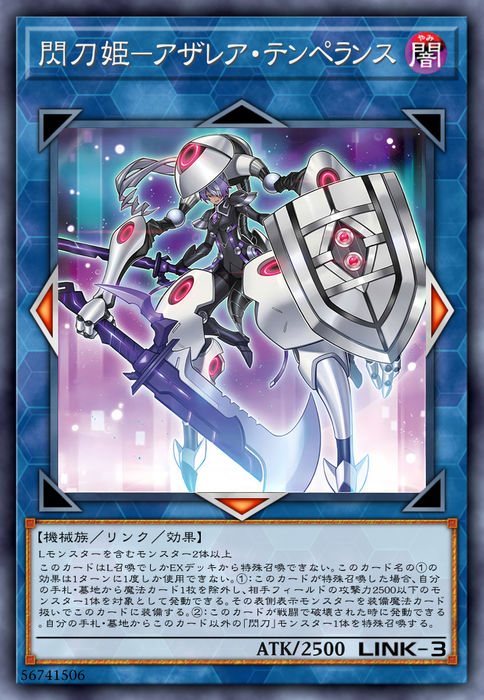 閃刀姫－アザレア・テンペランス
やみ
闇
【機械族／リンク／効果】
Lモンスターを含むモンスター2体以上
このカードはL召喚でしかEXデッキから特殊召喚できない。このカード名の①の
効果は1ターンに1度しか使用できない。①：このカードが特殊召喚した場合、自分
の手札・墓地から魔法カード1枚を除外し、相手フィールドの攻撃力2500以下のモ
ンスター1体を対象として発動できる。その表側表示モンスターを装備魔法カード
扱いでこのカードに装備する。②：このカードが戦闘で破壊された時に発動できる
。自分の手札・墓地からこのカード以外の「閃刀」モンスター1体を特殊召喚する。
ATK/2500 LINK-3
56741506